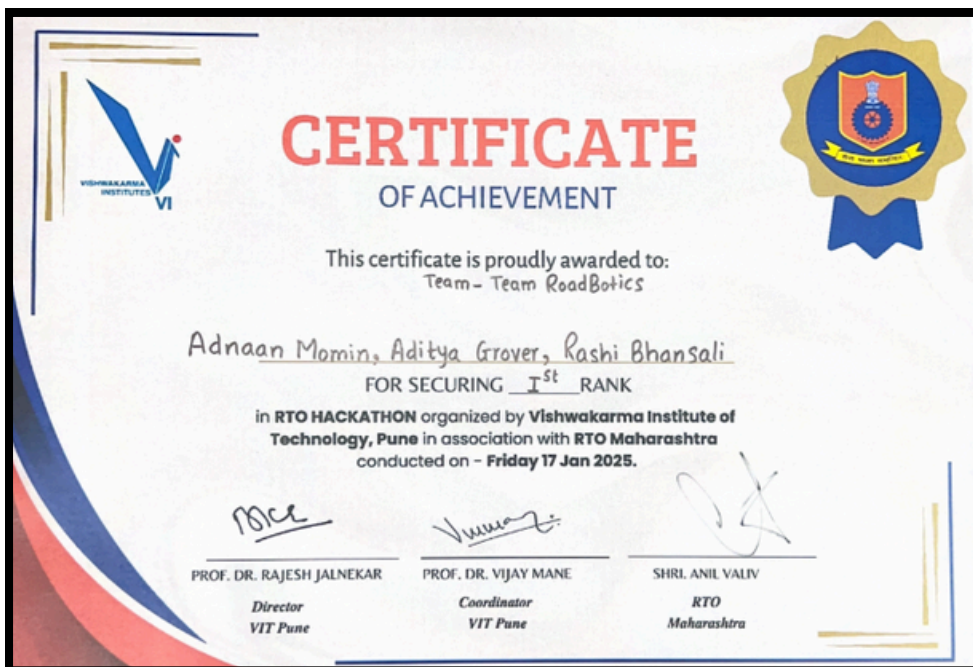 VISHWAKARMA
INSTITUTES
VI
CERTIFICATE
OF ACHIEVEMENT
This certificate is proudly awarded to:
Team- Team RoadBotics
Adnaan Momin, Aditya Grover, Rashi Bhansali
FOR SECURING Ist RANK
in RTO HACKATHON organized by Vishwakarma Institute of
Technology, Pune in association with RTO Maharashtra
conducted on - Friday 17 Jan 2025.
PROF. DR. RAJESH JALNEKAR
Director
VIT Pune
PROF. DR. VIJAY MANE
Coordinator
VIT Pune
SHRI. ANIL VALIV
RTO
Maharashtra